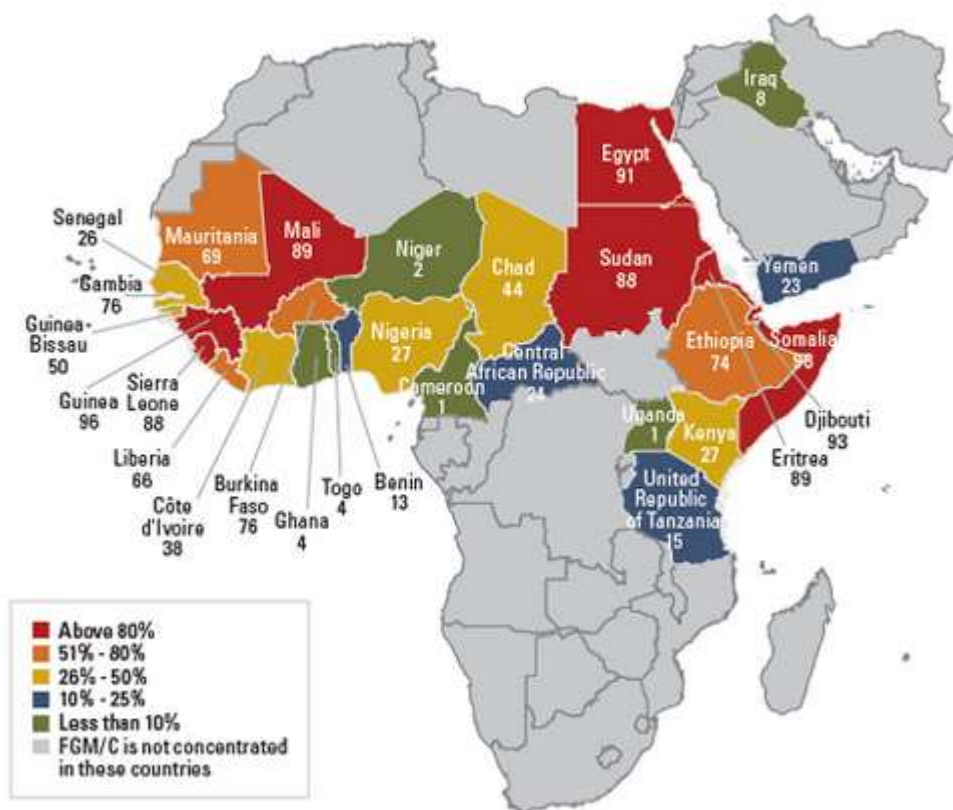 Iraq
8
Egypt
91
Senegal
26
Mauritania
69
Mali
89
Niger
2
Chad
44
Sudan
88
Yemen
23
Gambia
76
Guinea-
Bissau
50
Guinea
96
Sierra
Leone
88
Liberia
66
Côte
d'Ivoire
38
Burkina
Faso
76
Ghana
4
Togo
4
Benin
13
Nigeria
27
Cameroon
1
Central
African Republic
24
Ethiopia
74
Somalia
98
Djibouti
93
Eritrea
89
Uganda
1
Kenya
27
United
Republic
of Tanzania
15
Above 80%
51% - 80%
26% - 50%
10% - 25%
Less than 10%
FGM/C is not concentrated
in these countries